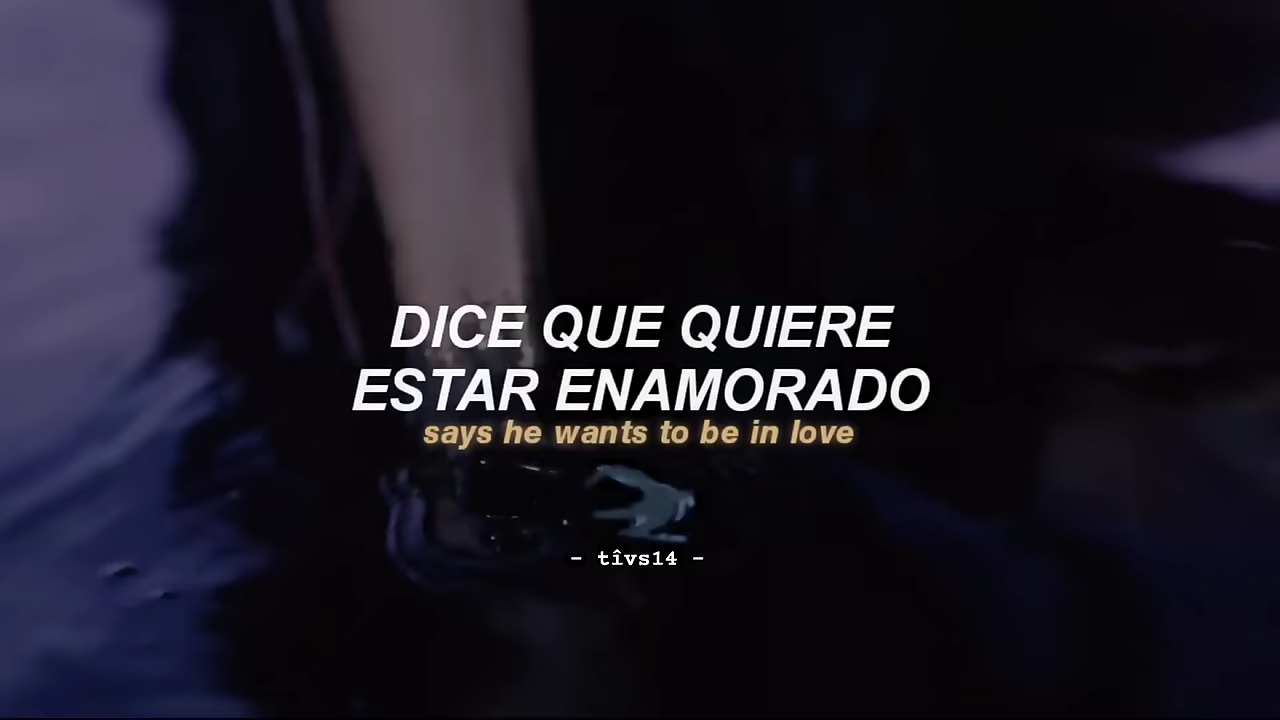 DICE QUE QUIERE
ESTAR ENAMORADO
says he wants to be in love
- tîvs14 -